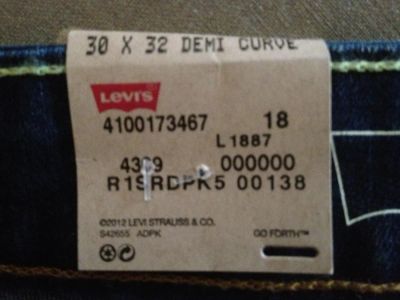 30 X 32 DEMI CURVE
LEVI'S
4100173467 18
L1887
000000
R1SRDPK5 00138
©2012 LEVI STRAUSS & CO.
S42655 ADPK GO FORTH™